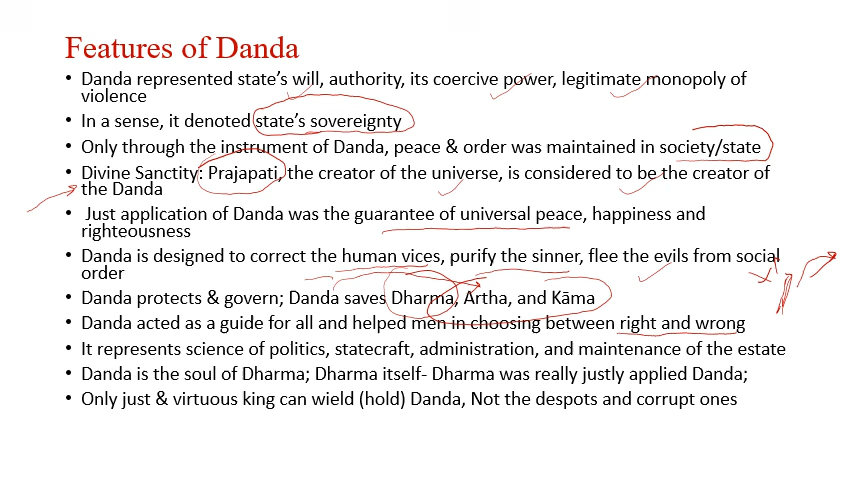 Features of Danda
• Danda represented state's will, authority, its coercive power, legitimate monopoly of
violence
• In a sense, it denoted state's sovereignty
• Only through the instrument of Danda, peace & order was maintained in society/state
• Divine Sanctity: Prajapati, the creator of the universe, is considered to be the creator of
the Danda
• Just application of Danda was the guarantee of universal peace, happiness and
righteousness
• Danda is designed to correct the human vices, purify the sinner, flee the evils from social
order
• Danda protects & govern; Danda saves Dharma, Artha, and Kāma
• Danda acted as a guide for all and helped men in choosing between right and wrong
• It represents science of politics, statecraft, administration, and maintenance of the estate
• Danda is the soul of Dharma; Dharma itself- Dharma was really justly applied Danda;
• Only just & virtuous king can wield (hold) Danda, Not the despots and corrupt ones